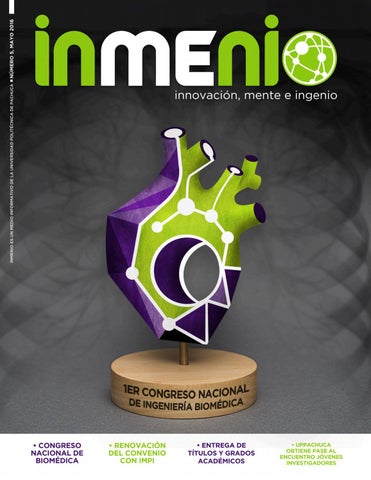 inmenio
innovación, mente e ingenio
INMENIO ES UN MEDIO INFORMATIVO DE LA UNIVERSIDAD POLITÉCNICA DE PACHUCA ■ NÚMERO 5, MAYO 2016
1ER CONGRESO NACIONAL
DE INGENIERÍA BIOMÉDICA
• CONGRESO
NACIONAL DE
BIOMÉDICA
• RENOVACIÓN
DEL CONVENIO
CON IMPI
• ENTREGA DE
TÍTULOS Y GRADOS
ACADÉMICOS
• UPPACHUCA
OBTIENE PASE AL
ENCUENTRO JÓVENES
INVESTIGADORES